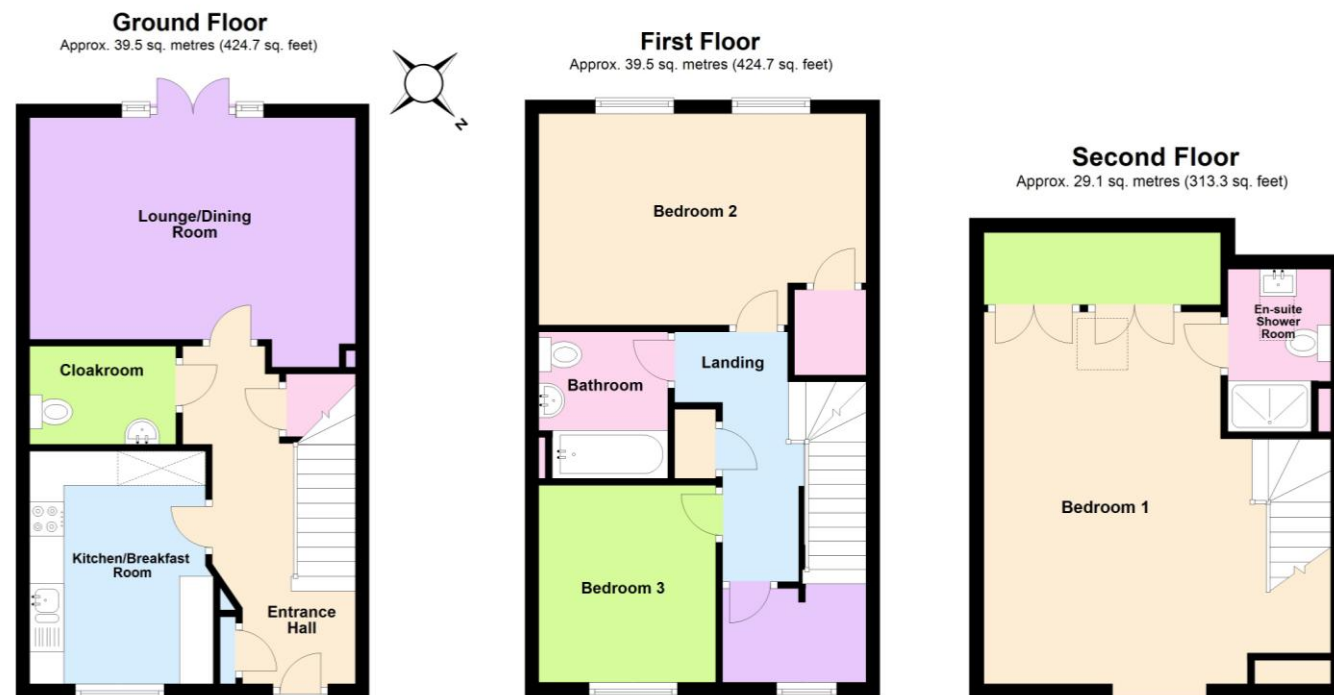 Ground Floor
Approx. 39.5 sq. metres (424.7 sq. feet)
Lounge/Dining
Room
Cloakroom
Kitchen/Breakfast
Room
Entrance
Hall
N
First Floor
Approx. 39.5 sq. metres (424.7 sq. feet)
Bedroom 2
Bathroom
Landing
Bedroom 3
Second Floor
Approx. 29.1 sq. metres (313.3 sq. feet)
En-suite
Shower
Room
Bedroom 1